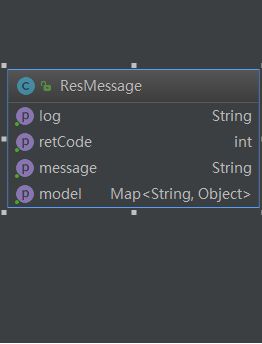 C ResMessage
p log String
p retCode int
p message String
p model Map<String, Object>